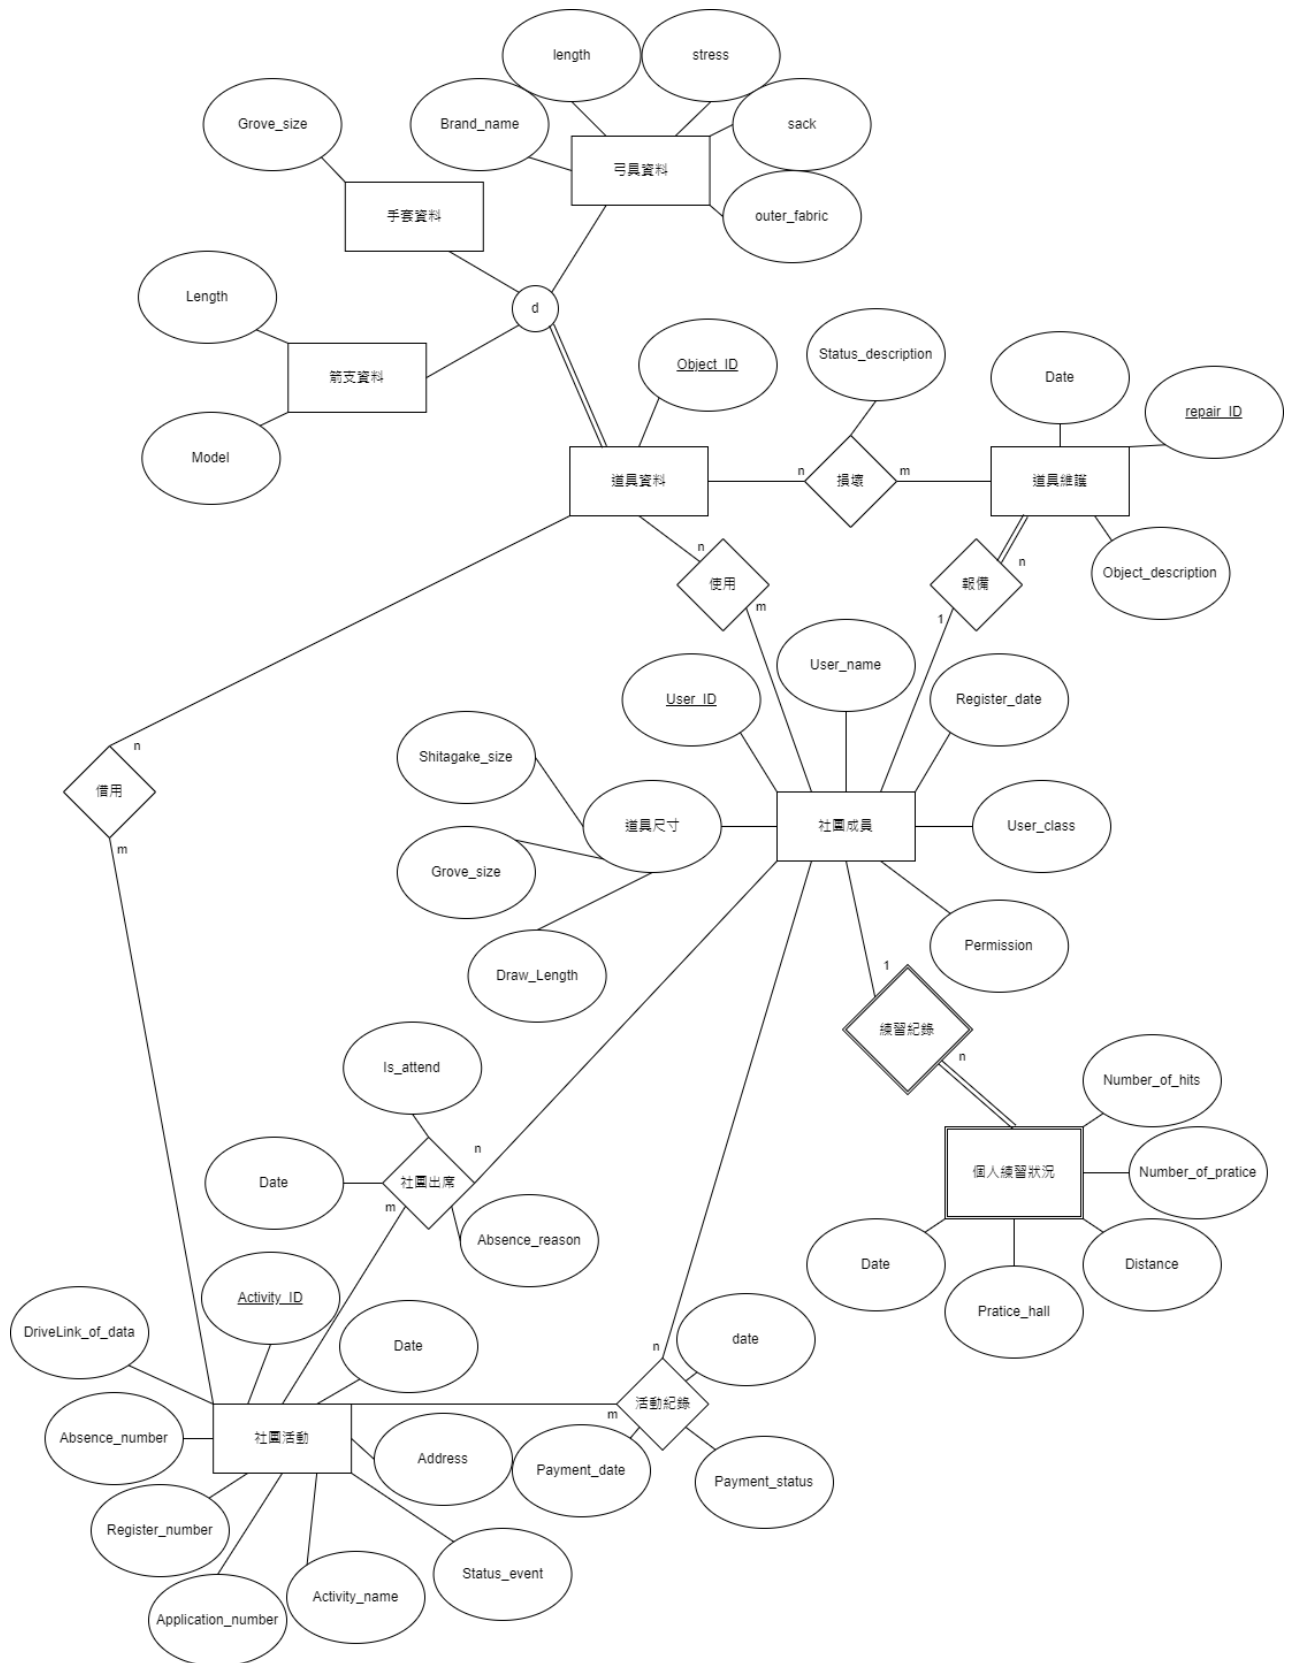 length
stress
Grove_size
Brand_name
sack
弓具資料
手套資料
outer_fabric
Length
d
箭支資料
Object_ID
Status_description
Date
repair_ID
Model
道具資料
n
損壞
m
道具維護
n
使用
m
報備
n
1
Object_description
User_name
User_ID
Register_date
Shitagake_size
n
借用
m
道具尺寸
社團成員
User_class
Grove_size
Permission
Draw_Length
1
練習紀錄
n
Is_attend
Number_of_hits
n
Date
社團出席
m
個人練習狀況
Number_of_pratice
Absence_reason
Date
Distance
Activity_ID
Pratice_hall
DriveLink_of_data
Date
date
n
活動紀錄
m
Absence_number
社團活動
Address
Payment_date
Payment_status
Register_number
Status_event
Activity_name
Application_number